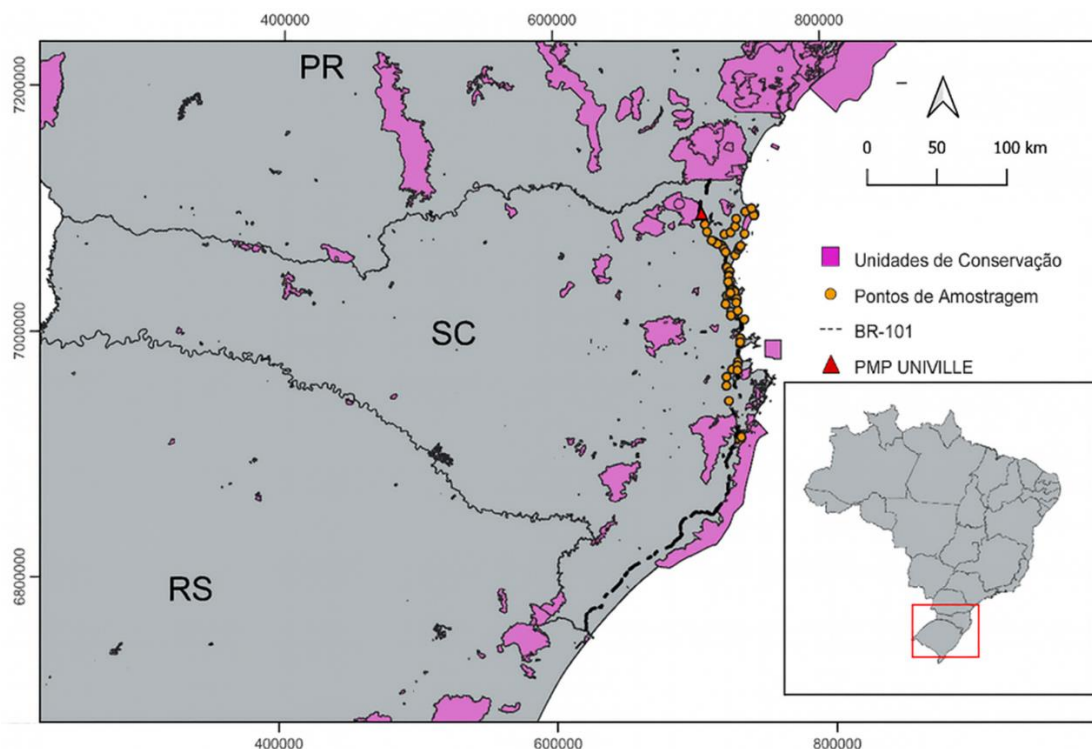 400000 600000 800000
PR
7200000
0 50 100 km
Unidades de Conservação
Pontos de Amostragem
SC
BR-101
7000000
PMP UNIVILLE
RS
6800000
400000 600000 800000